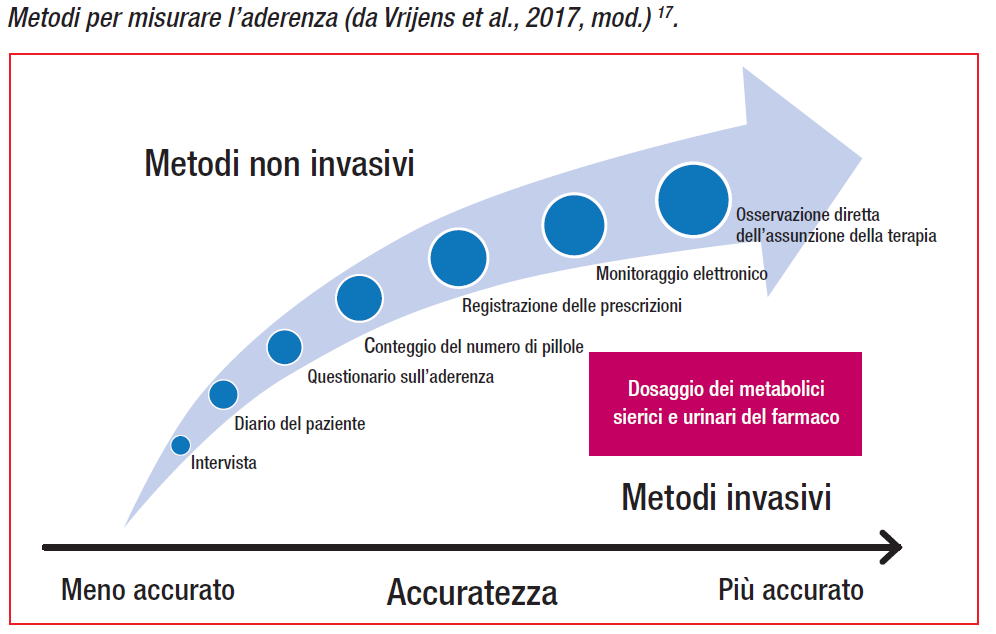 Metodi per misurare l’aderenza (da Vrijens et al., 2017, mod.) 17.
Metodi non invasivi
Osservazione diretta
dell’assunzione della terapia
Monitoraggio elettronico
Registrazione delle prescrizioni
Conteggio del numero di pillole
Questionario sull’aderenza
Diario del paziente
Intervista
Dosaggio dei metabolici
sierici e urinari del farmaco
Metodi invasivi
Meno accurato
Accuratezza
Più accurato